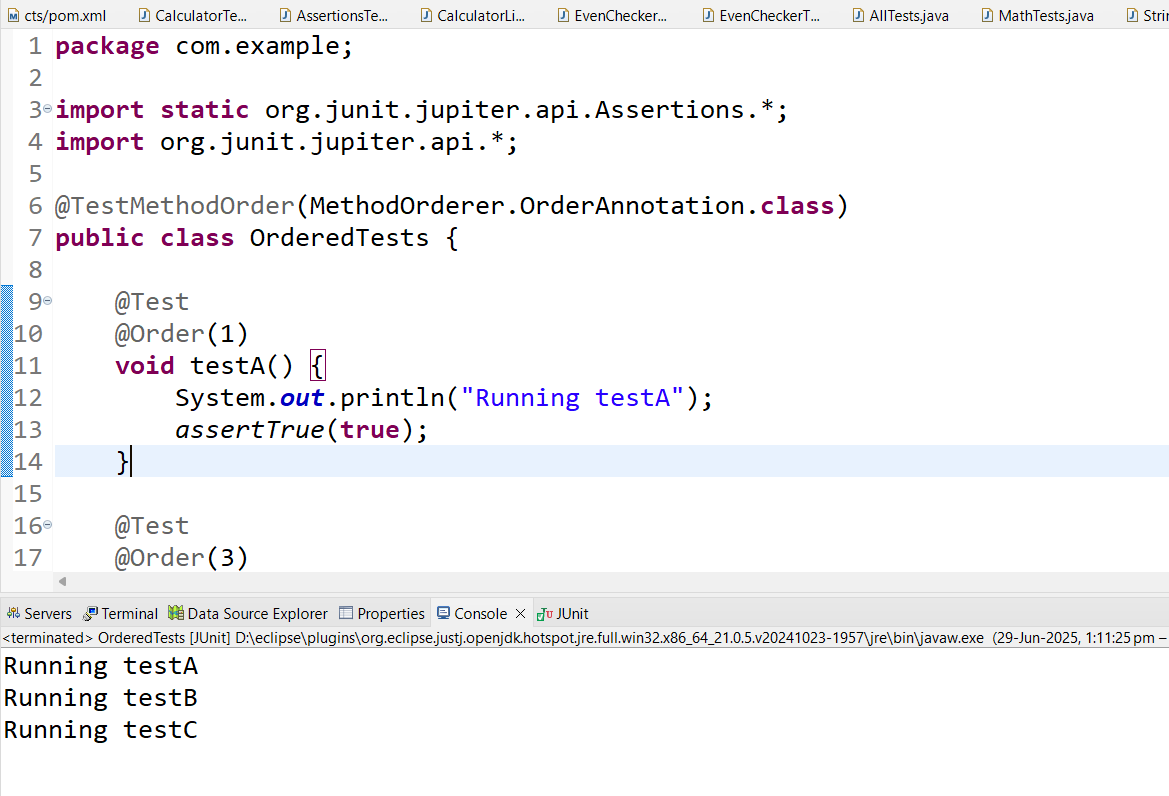 cts/pom.xml CalculatorTe... AssertionsTe... CalculatorLi... EvenChecker... EvenCheckerT... AllTests.java MathTests.java Strin
1 package com.example;
2
3 import static org.junit.jupiter.api.Assertions.*;
4 import org.junit.jupiter.api.*;
5
6 @TestMethodOrder(MethodOrderer.OrderAnnotation.class)
7 public class OrderedTests {
8
9 @Test
10 @Order(1)
11 void testA() {
12 System.out.println("Running testA");
13 assertTrue(true);
14 }
15
16 @Test
17 @Order(3)
Servers Terminal Data Source Explorer Properties Console JUnit
<terminated> OrderedTests [JUnit] D:\eclipse\plugins\org.eclipse.justj.openjdk.hotspot.jre.full.win32.x86_64_21.0.5.v20241023-1957\jre\bin\javaw.exe (29-Jun-2025, 1:11:25 pm –
Running testA
Running testB
Running testC